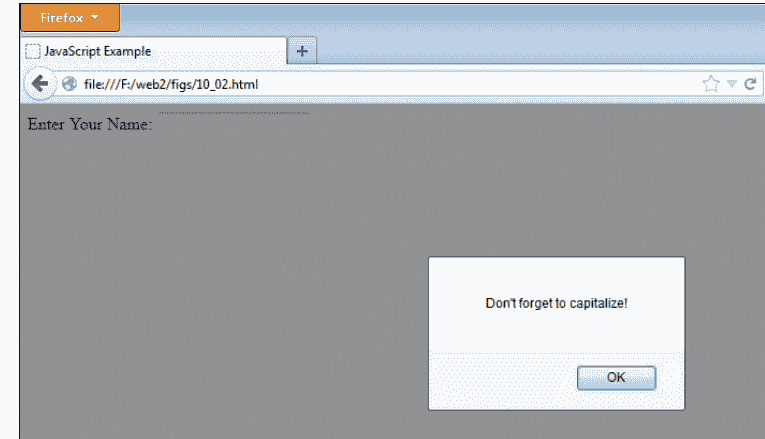 Firefox
JavaScript Example
file:///F:/web2/figs/10_02.html
Enter Your Name:
Don't forget to capitalize!
OK